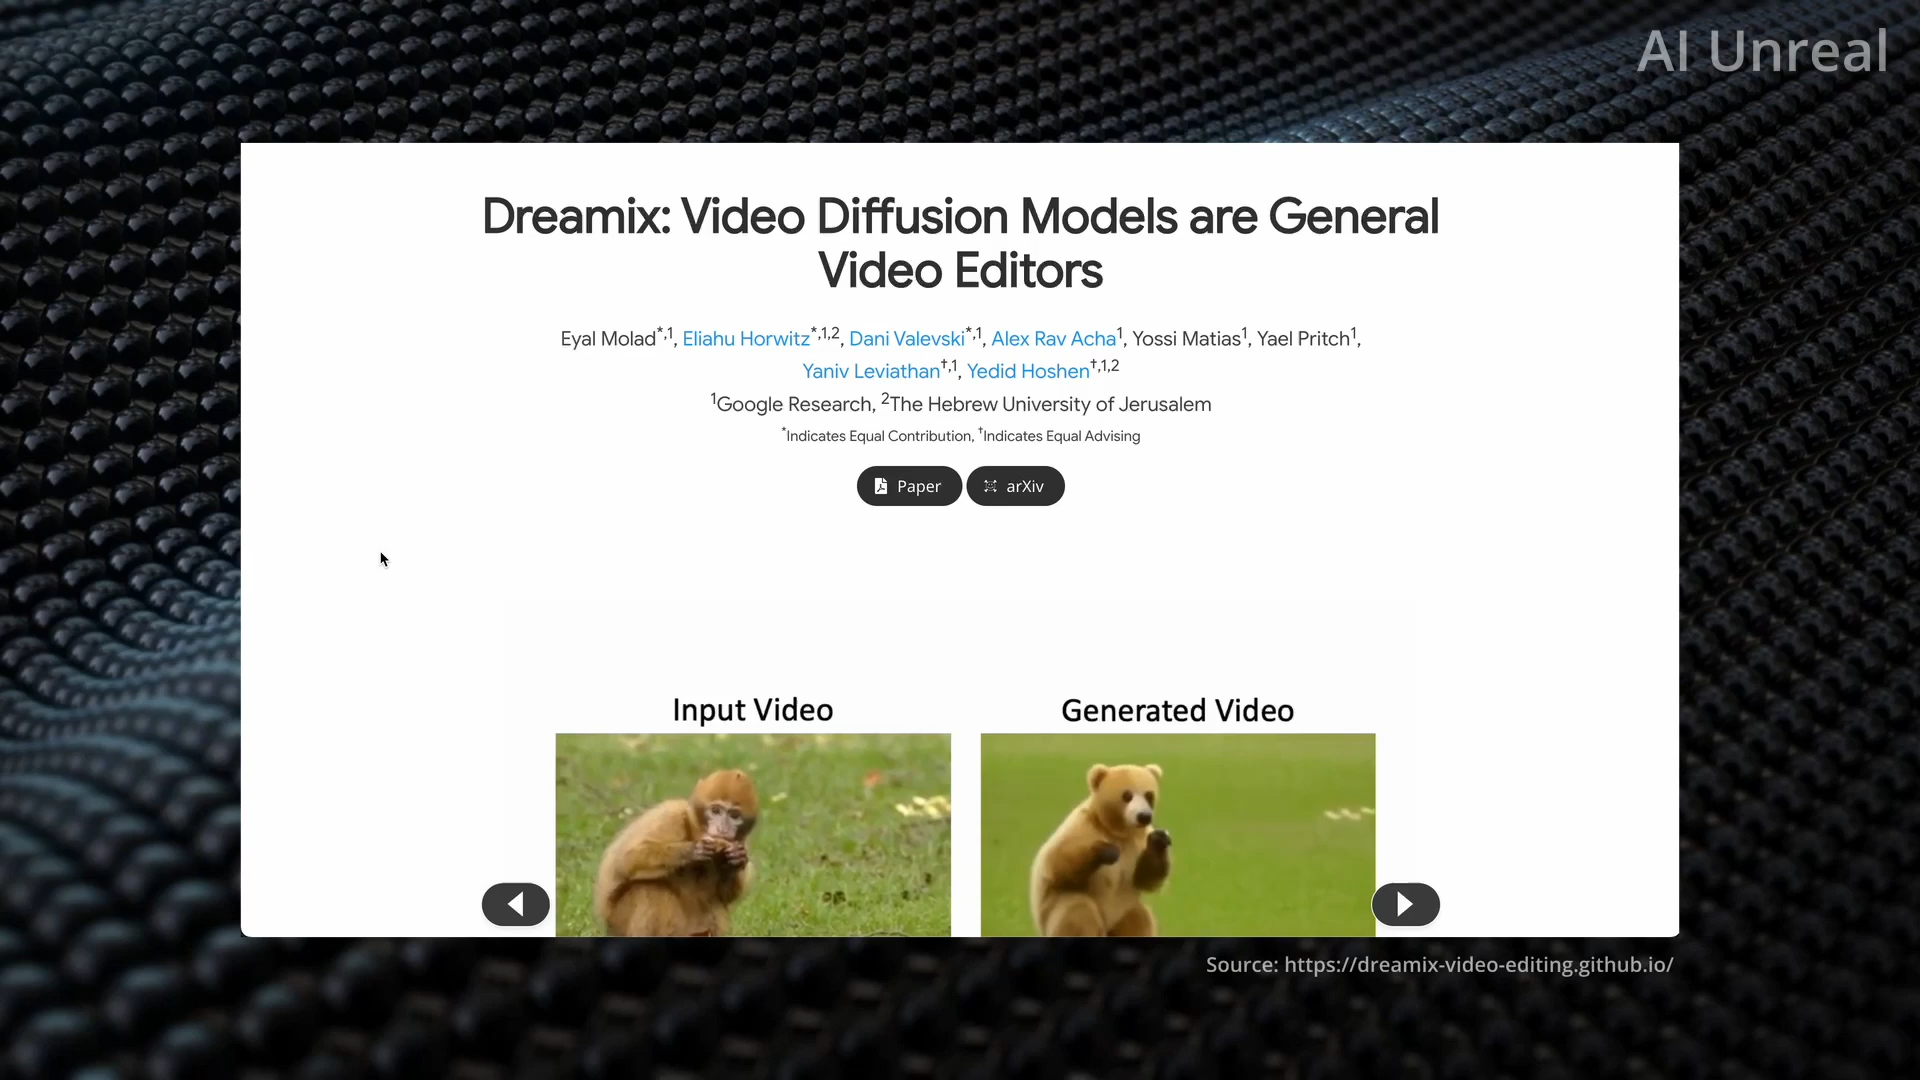 AI Unreal
Dreamix: Video Diffusion Models are General
Video Editors
Eyal Molad*,1, Eliahu Horwitz*,1,2, Dani Valevski*,1, Alex Rav Acha1, Yossi Matias1, Yael Pritch1,
Yaniv Leviathan†,1, Yedid Hoshen†,1,2
1Google Research, 2The Hebrew University of Jerusalem
*Indicates Equal Contribution, †Indicates Equal Advising
Paper arXiv
Input Video Generated Video
Source: https://dreamix-video-editing.github.io/